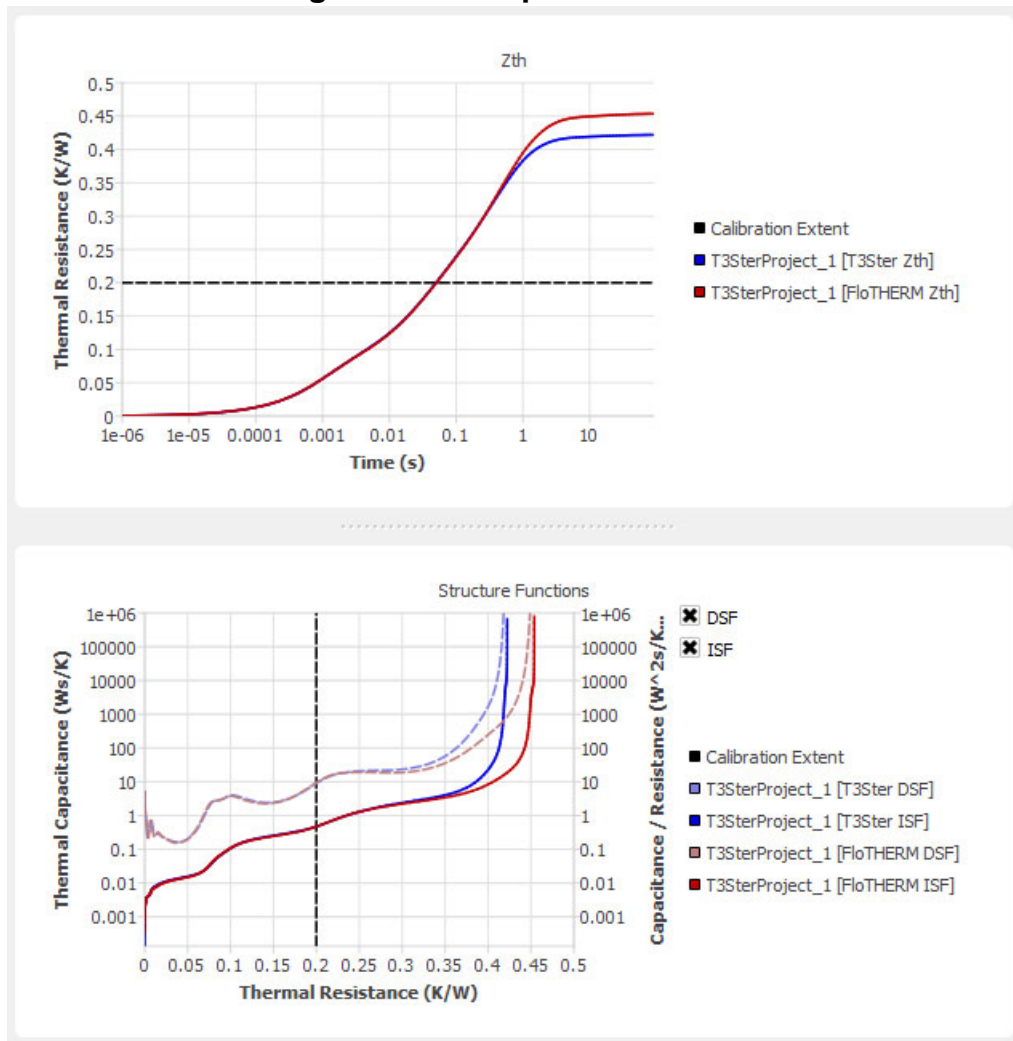 Zth
0.5
0.45
0.4
0.35
0.3
0.25
0.2
0.15
0.1
0.05
0
Thermal Resistance (K/W)
1e-06 1e-05 0.0001 0.001 0.01 0.1 1 10
Time (s)
Calibration Extent
T3SterProject_1 [T3Ster Zth]
T3SterProject_1 [FloTHERM Zth]
Structure Functions
1e+06
100000
10000
1000
100
10
1
0.1
0.01
0.001
Thermal Capacitance (Ws/K)
1e+06
100000
10000
1000
100
10
1
0.1
0.01
0.001
Capacitance / Resistance (W^2s/K...
0 0.05 0.1 0.15 0.2 0.25 0.3 0.35 0.4 0.45 0.5
Thermal Resistance (K/W)
DSF
ISF
Calibration Extent
T3SterProject_1 [T3Ster DSF]
T3SterProject_1 [T3Ster ISF]
T3SterProject_1 [FloTHERM DSF]
T3SterProject_1 [FloTHERM ISF]